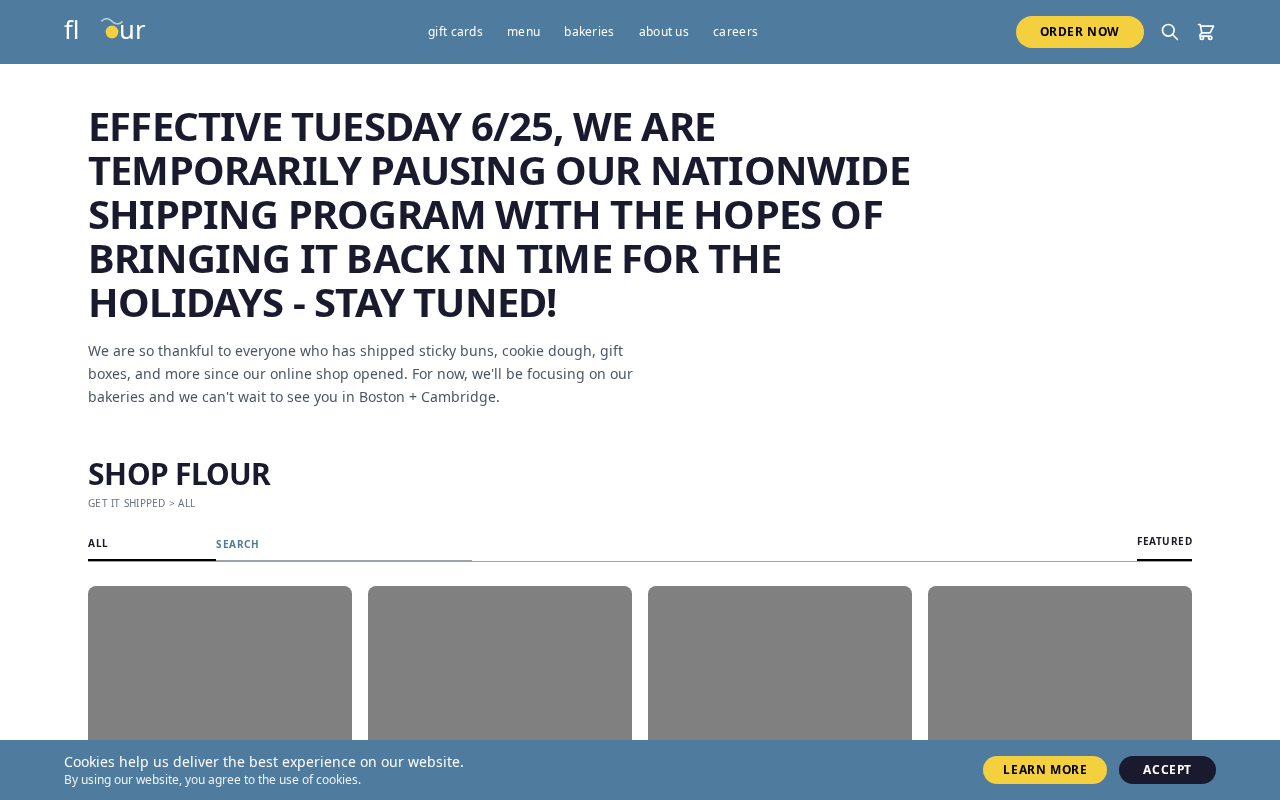 fl our
gift cards
menu
bakeries
about us
careers
ORDER NOW
EFFECTIVE TUESDAY 6/25, WE ARE
TEMPORARILY PAUSING OUR NATIONWIDE
SHIPPING PROGRAM WITH THE HOPES OF
BRINGING IT BACK IN TIME FOR THE
HOLIDAYS - STAY TUNED!
We are so thankful to everyone who has shipped sticky buns, cookie dough, gift
boxes, and more since our online shop opened. For now, we'll be focusing on our
bakeries and we can't wait to see you in Boston + Cambridge.
SHOP FLOUR
GET IT SHIPPED > ALL
ALL
SEARCH
FEATURED
Cookies help us deliver the best experience on our website.
By using our website, you agree to the use of cookies.
LEARN MORE
ACCEPT